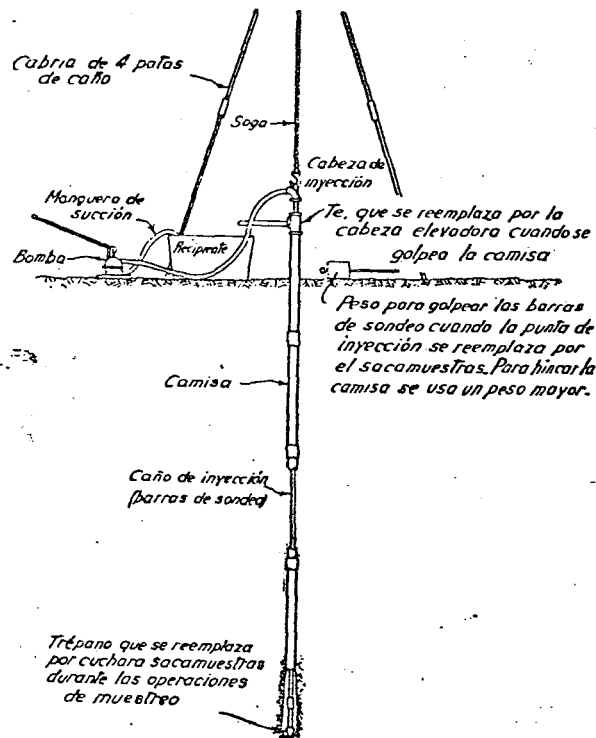 Cabria de 4 patas
de caño
Soga
Cabeza de
inyección
Manguera de
succión
Te, que se reemplaza por la
cabeza elevadora cuando se
golpea la camisa
Recipiente
Bomba
Peso para golpear las barras
de sondeo cuando la punta de
inyección se reemplaza por
el sacamuestras. Para hincar la
camisa se usa un peso mayor.
Camisa
Caño de inyección
(barras de sondeo)
Trépano que se reemplaza
por cuchara sacamuestras
durante las operaciones
de muestreo